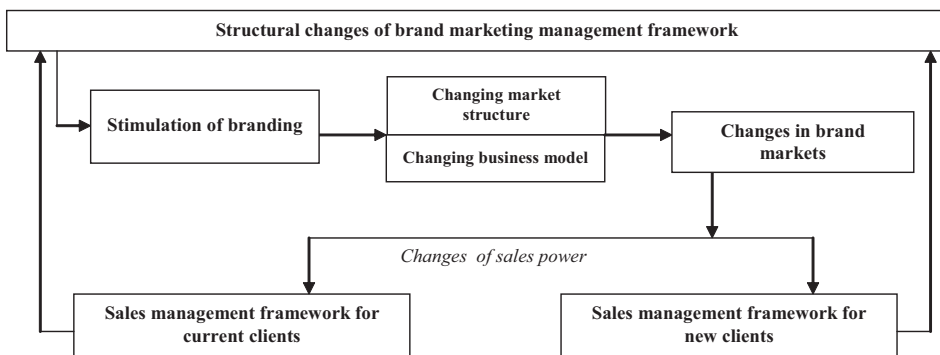 Structural changes of brand marketing management framework
Changing market
structure
Stimulation of branding
Changing business model
Changes in brand
markets
Changes of sales power
Sales management framework for
current clients
Sales management framework for
new clients